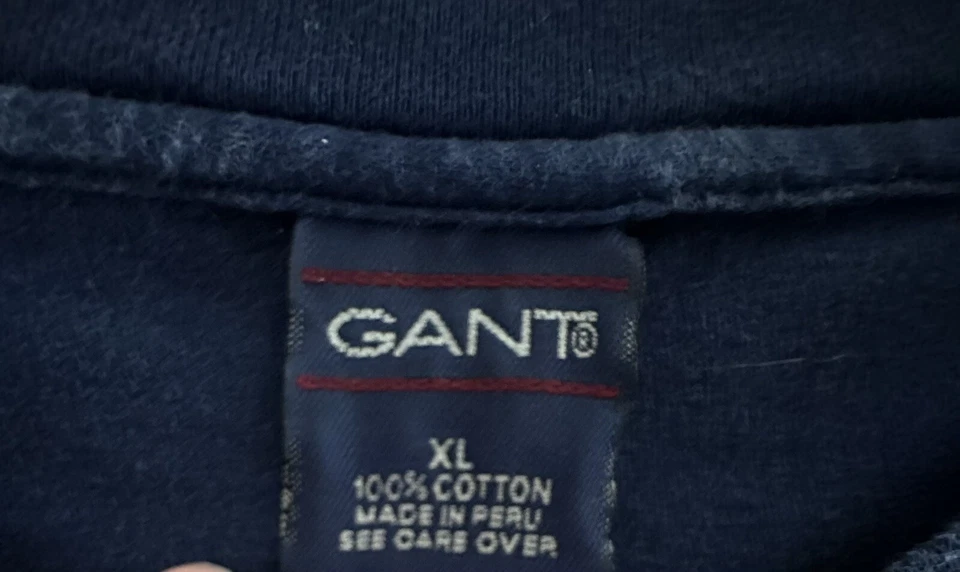 GANT®
XL
100% COTTON
MADE IN PERU
SEE CARE OVER